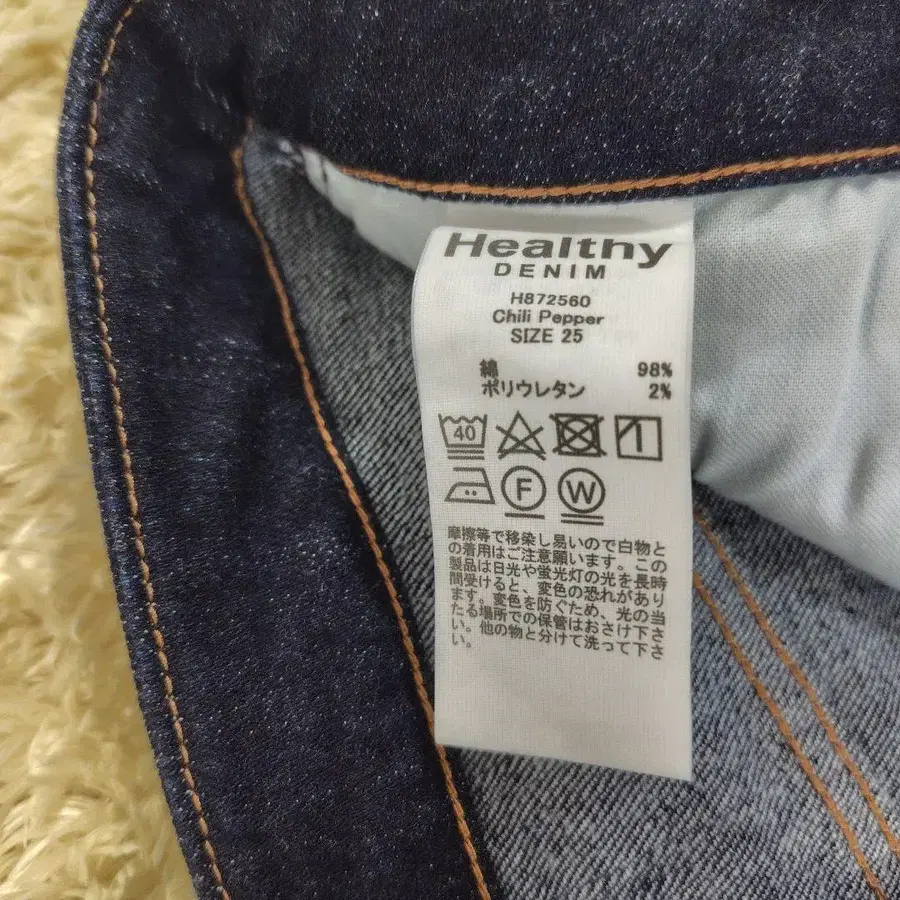 Healthy
DENIM
H872560
Chili Pepper
SIZE 25
綿 98%
ポリウレタン 2%
40
F W
摩擦等で移染し易いので白物と
の着用はご注意願います。この
製品は日光や蛍光灯の光を長時
間受けると、変色の恐れがあり
ます。変色を防ぐため、光の当
たる場所での保管はおさけ下さ
い。他の物と分けて洗って下さ
い。